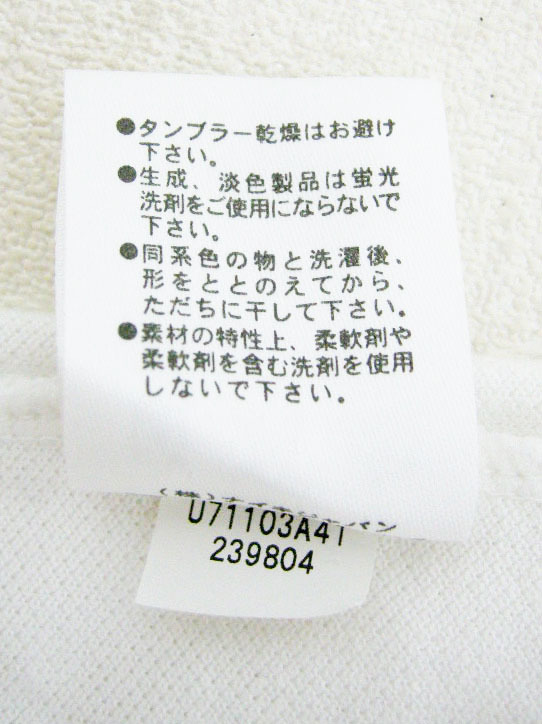 ●タンブラー乾燥はお避け
下さい。
●生成、淡色製品は蛍光
洗剤をご使用にならないで
下さい。
●同系色の物と洗濯後、
形をととのえてから、
ただちに干して下さい。
●素材の特性上、柔軟剤や
柔軟剤を含む洗剤を使用
しないで下さい。
U71103A41
239804